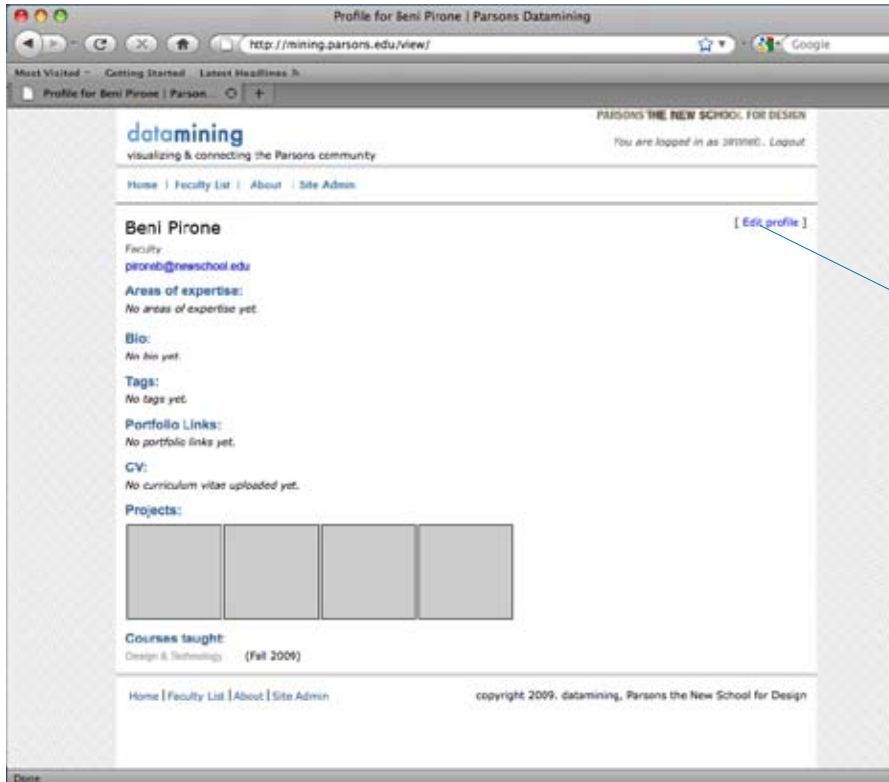 Profile for Beni Pirone | Parsons Datamining
http://mining.parsons.edu/view/
Google
Most Visited Getting Started Latest Headlines
Profile for Beni Pirone | Parson...
PARSONS THE NEW SCHOOL FOR DESIGN
datamining
visualizing & connecting the Parsons community
You are logged in as Logout
Home | Faculty List | About | Site Admin
Beni Pirone
[ Edit profile ]
Faculty
pironeb@newschool.edu
Areas of expertise:
No areas of expertise yet.
Bio:
No bio yet.
Tags:
No tags yet.
Portfolio Links:
No portfolio links yet.
CV:
No curriculum vitae uploaded yet.
Projects:
Courses taught:
Design & Technology (Fall 2009)
Home | Faculty List | About | Site Admin
copyright 2009. datamining, Parsons the New School for Design
Done